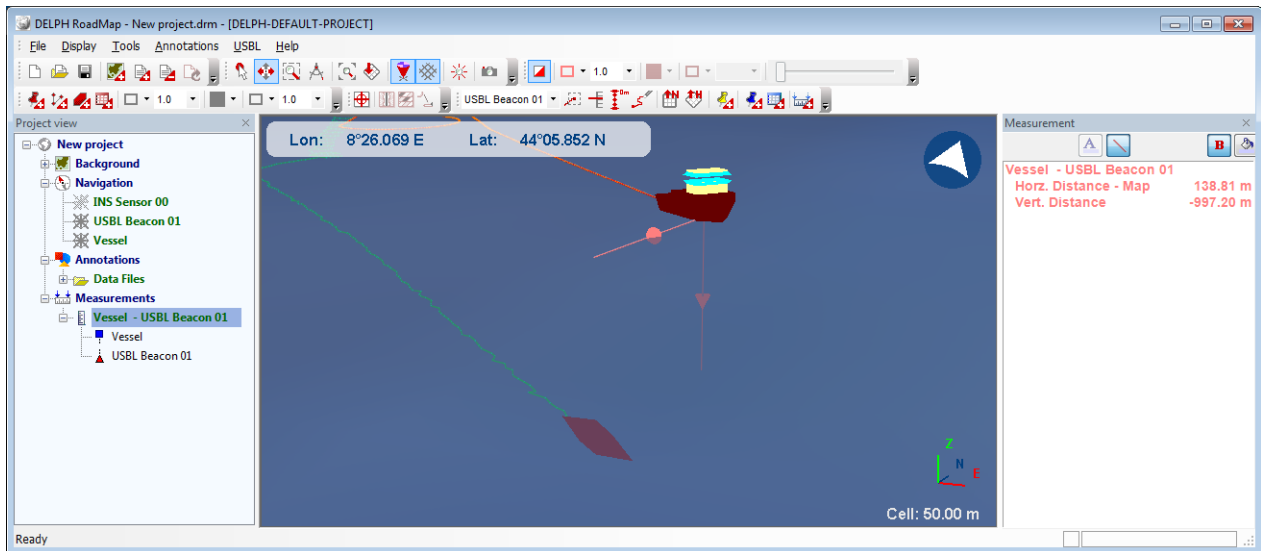 DELPH RoadMap - New project.drm - [DELPH-DEFAULT-PROJECT]
File Display Tools Annotations USBL Help
1.0
1.0 1.0 USBL Beacon 01 0m N H
Project view
New project
Background
Navigation
INS Sensor 00
USBL Beacon 01
Vessel
Annotations
Data Files
Measurements
Vessel - USBL Beacon 01
Vessel
USBL Beacon 01
Lon: 8°26.069 E Lat: 44°05.852 N
Z
N
E
Cell: 50.00 m
Measurement
A B
Vessel - USBL Beacon 01
Horz. Distance - Map 138.81 m
Vert. Distance -997.20 m
Ready